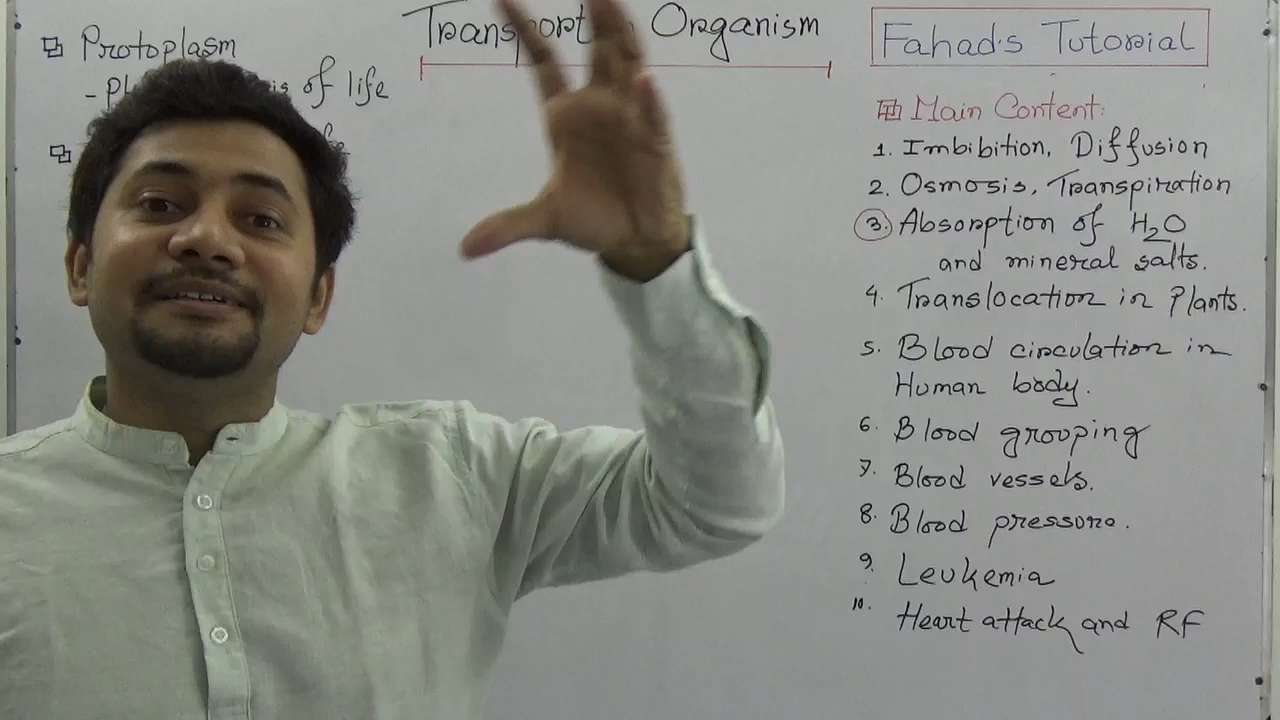 Transport Organism
Protoplasm
- of life
Fahad's Tutorial
Main Content:
1. Imbibition, Diffusion
2. Osmosis, Transpiration
3. Absorption of H₂O
and mineral salts.
4. Translocation in Plants.
5. Blood circulation in
Human body.
6. Blood grouping
7. Blood vessels.
8. Blood pressure.
9. Leukemia
10. Heart attack and RF